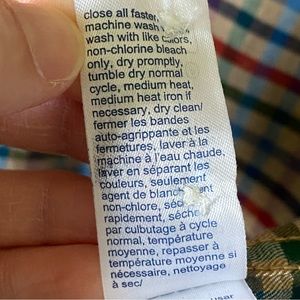 close all fasten
machine wash
wash with like colors,
non-chlorine bleach
only, dry promptly,
tumble dry normal
cycle, medium heat,
medium heat iron if
necessary, dry clean/
fermer les bandes
auto-agrippante et les
fermetures, laver à la
machine à l'eau chaude,
laver en séparant les
couleurs, seulement
agent de
non-chlore,
rapidement,
par culbutage à cycle
normal, température
moyenne, repasser à
température moyenne si
nécessaire, nettoyage
à sec/
usar